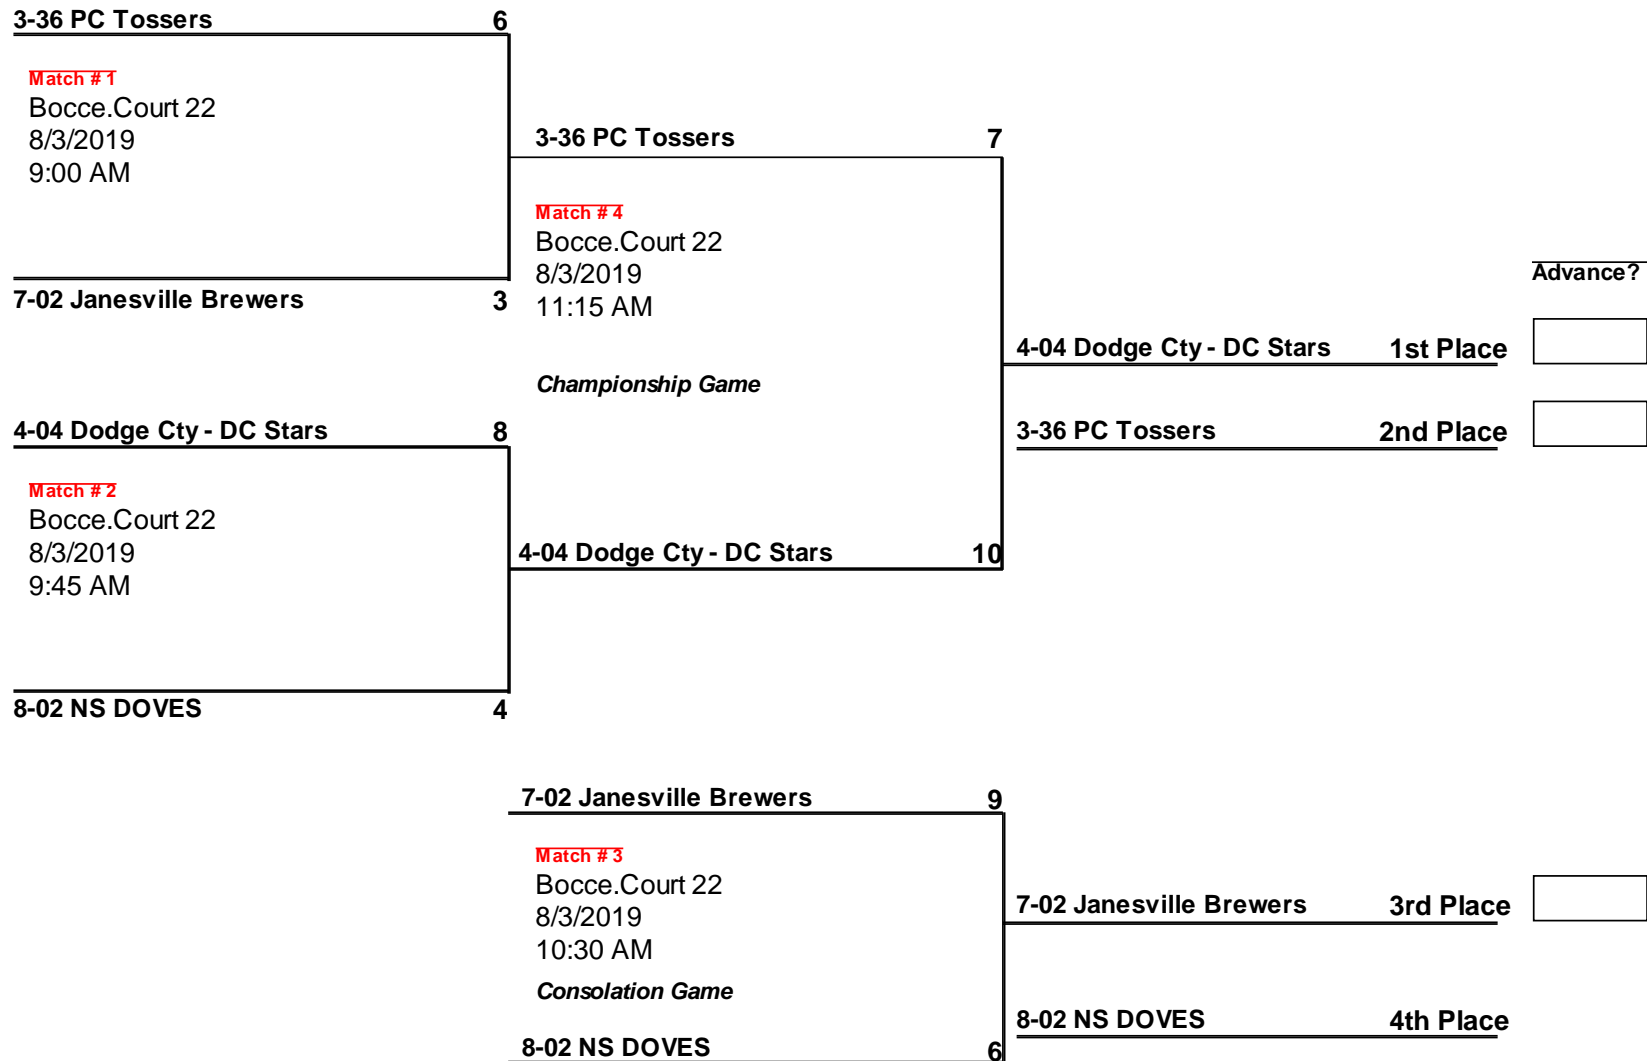 3-36 PC Tossers 6
Match # 1
Bocce.Court 22
8/3/2019
9:00 AM
7-02 Janesville Brewers 3
4-04 Dodge Cty - DC Stars 8
Match # 2
Bocce.Court 22
8/3/2019
9:45 AM
8-02 NS DOVES 4
3-36 PC Tossers 7
Match # 4
Bocce.Court 22
8/3/2019
11:15 AM
Championship Game
4-04 Dodge Cty - DC Stars 10
Advance?
4-04 Dodge Cty - DC Stars 1st Place
3-36 PC Tossers 2nd Place
7-02 Janesville Brewers 9
Match # 3
Bocce.Court 22
8/3/2019
10:30 AM
Consolation Game
8-02 NS DOVES 6
7-02 Janesville Brewers 3rd Place
8-02 NS DOVES 4th Place